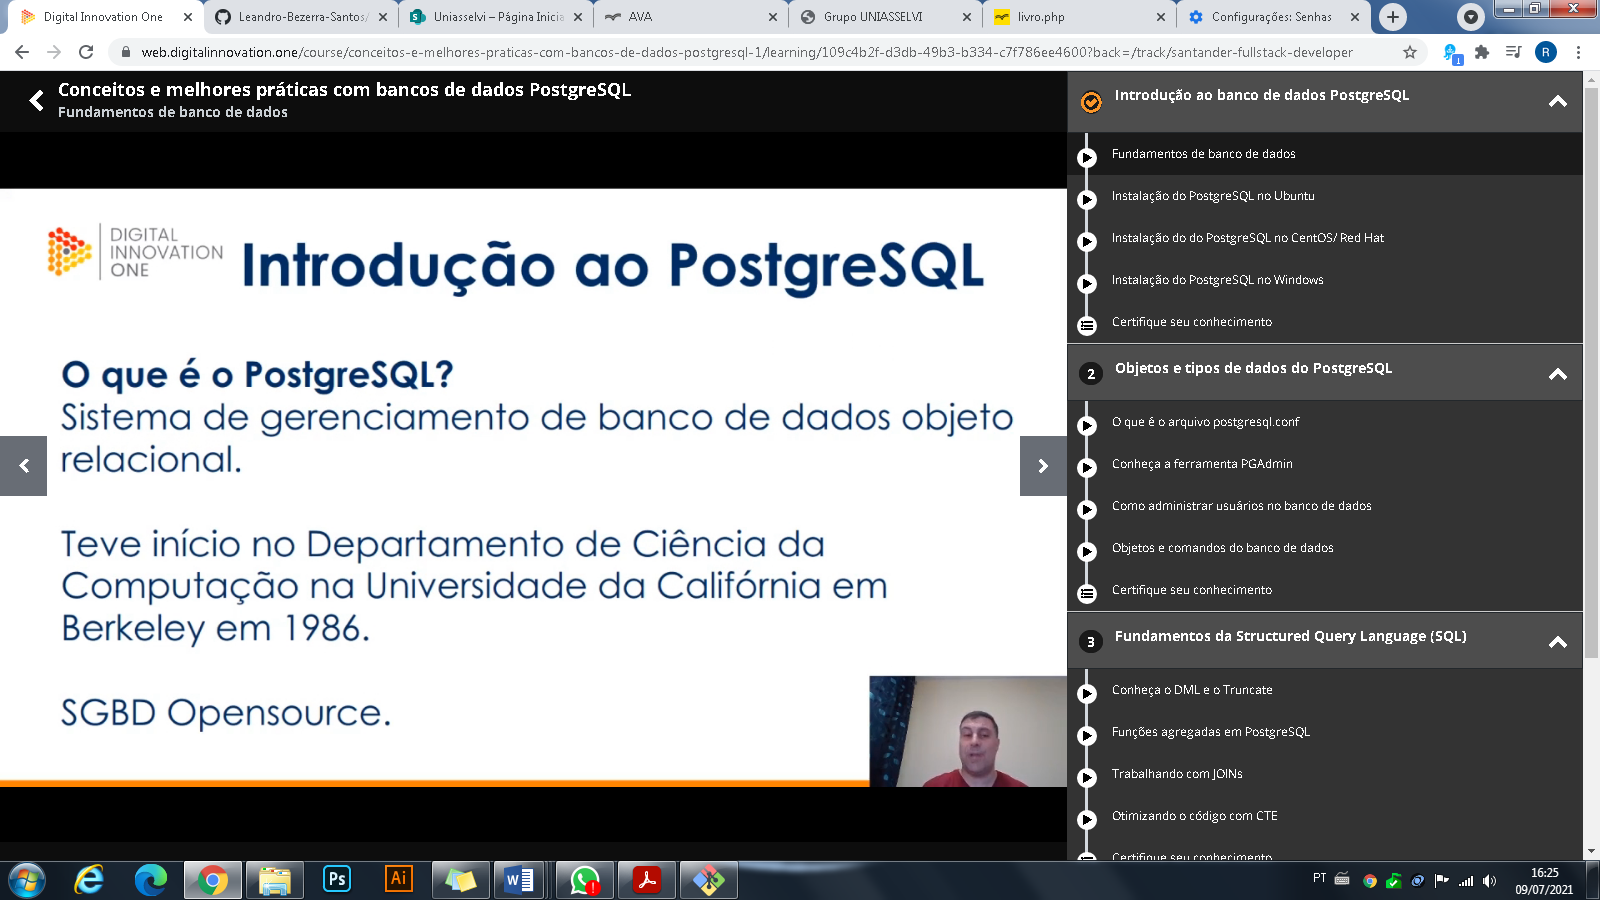 Digital Innovation One
Leandro-Bezerra-Santos/
Uniasselvi – Página Inicia
AVA
Grupo UNIASSELVI
livro.php
Configurações: Senhas
web.digitalinnovation.one/course/conceitos-e-melhores-praticas-com-bancos-de-dados-postgresql-1/learning/109c4b2f-d3db-49b3-b334-c7f786ee4600?back=/track/santander-fullstack-developer
1
R
Conceitos e melhores práticas com bancos de dados PostgreSQL
Fundamentos de banco de dados
DIGITAL
INNOVATION
ONE
Introdução ao PostgreSQL
O que é o PostgreSQL?
Sistema de gerenciamento de banco de dados objeto
relacional.
Teve início no Departamento de Ciência da
Computação na Universidade da Califórnia em
Berkeley em 1986.
SGBD Opensource.
Introdução ao banco de dados PostgreSQL
Fundamentos de banco de dados
Instalação do PostgreSQL no Ubuntu
Instalação do do PostgreSQL no CentOS/ Red Hat
Instalação do PostgreSQL no Windows
Certifique seu conhecimento
2
Objetos e tipos de dados do PostgreSQL
O que é o arquivo postgresql.conf
Conheça a ferramenta PGAdmin
Como administrar usuários no banco de dados
Objetos e comandos do banco de dados
Certifique seu conhecimento
3
Fundamentos da Structured Query Language (SQL)
Conheça o DML e o Truncate
Funções agregadas em PostgreSQL
Trabalhando com JOINs
Otimizando o código com CTE
Certifique seu conhecimento
Ps
Ai
PT
16:25
09/07/2021